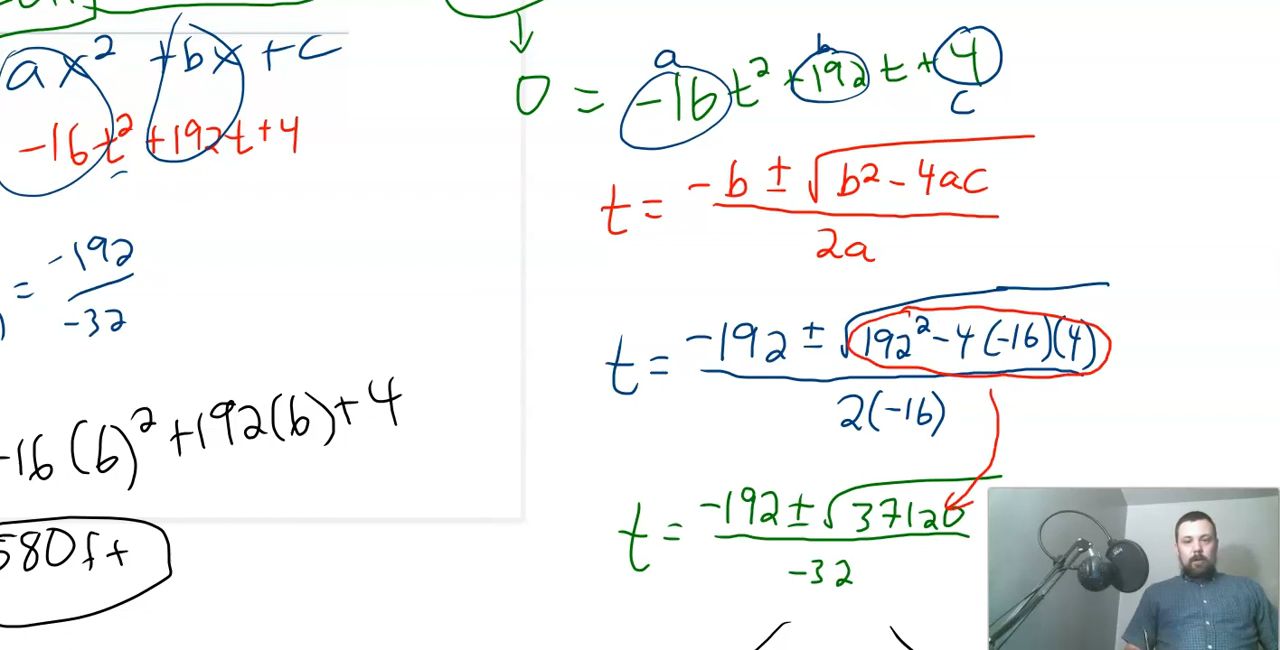 ax² + bx + c
-16t² + 192t + 4
= -192 / -32
-16(6)² + 192(6) + 4
580ft
a b
0 = -16t² + 192t + 4
c
t = -b ± √b² - 4ac / 2a
t = -192 ± √192² - 4(-16)(4) / 2(-16)
t = -192 ± √37120 / -32